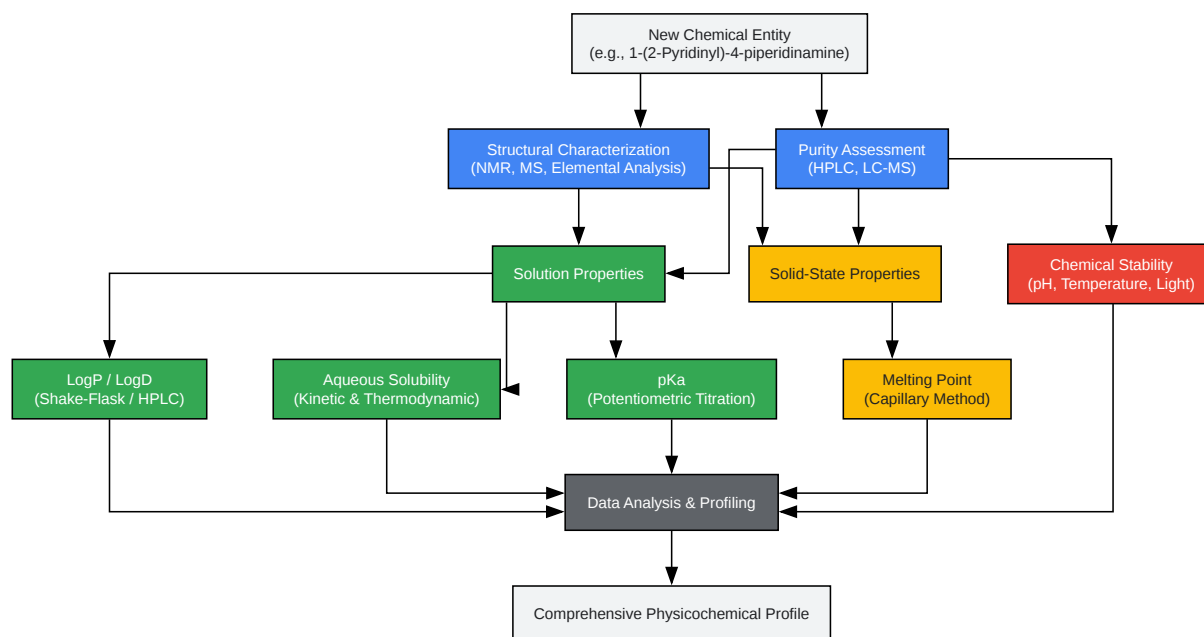 New Chemical Entity
(e.g., 1-(2-Pyridinyl)-4-piperidinamine)
Structural Characterization
(NMR, MS, Elemental Analysis)
Purity Assessment
(HPLC, LC-MS)
Solution Properties
Solid-State Properties
Chemical Stability
(pH, Temperature, Light)
LogP / LogD
(Shake-Flask / HPLC)
Aqueous Solubility
(Kinetic & Thermodynamic)
pKa
(Potentiometric Titration)
Melting Point
(Capillary Method)
Data Analysis & Profiling
Comprehensive Physicochemical Profile